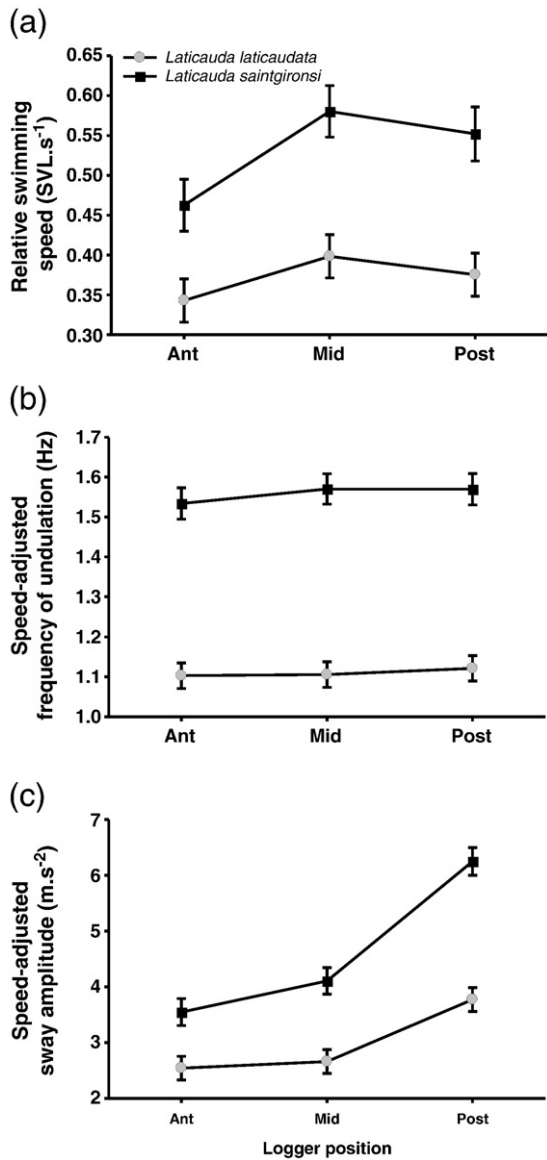 (a)
Laticauda laticaudata
Laticauda saintgironsi
Relative swimming
speed (SVL.s-1)
0.65
0.60
0.55
0.50
0.45
0.40
0.35
0.30
Ant Mid Post
(b)
Speed-adjusted
frequency of undulation (Hz)
1.7
1.6
1.5
1.4
1.3
1.2
1.1
1.0
Ant Mid Post
(c)
Speed-adjusted
sway amplitude (m.s-2)
7
6
5
4
3
2
Ant Mid Post
Logger position